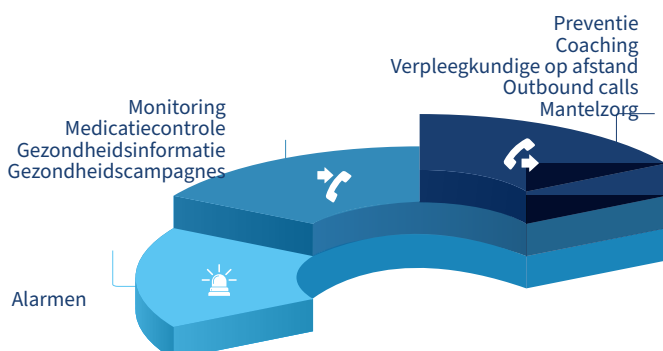 Preventie
Coaching
Verpleegkundige op afstand
Outbound calls
Mantelzorg
Monitoring
Medicatiecontrole
Gezondheidsinformatie
Gezondheidscampagnes
Alarmen